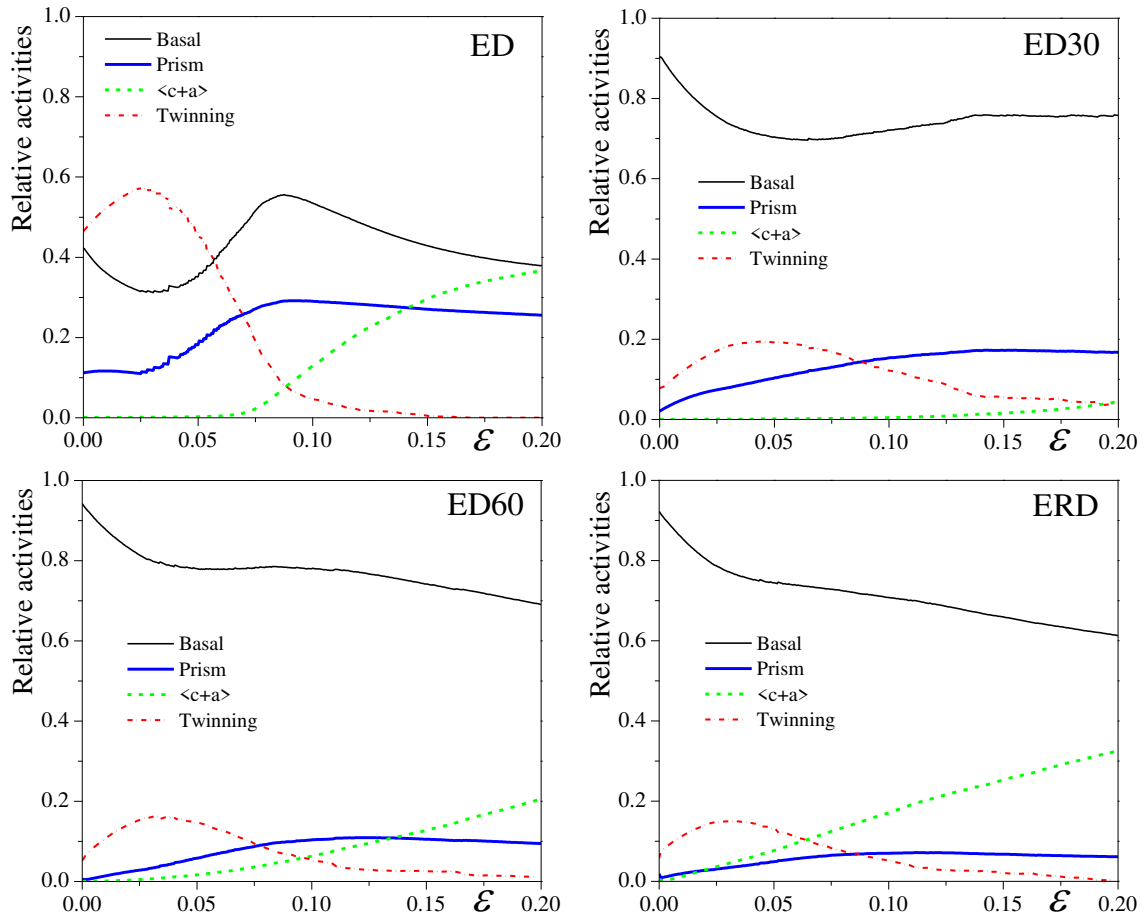 ED
Basal
Prism
<c+a>
Twinning
Relative activities
1.0
0.8
0.6
0.4
0.2
0.0
0.00
0.05
0.10
0.15
ε
0.20
ED30
Basal
Prism
<c+a>
Twinning
Relative activities
1.0
0.8
0.6
0.4
0.2
0.0
0.00
0.05
0.10
0.15
ε
0.20
ED60
Basal
Prism
<c+a>
Twinning
Relative activities
1.0
0.8
0.6
0.4
0.2
0.0
0.00
0.05
0.10
0.15
ε
0.20
ERD
Basal
Prism
<c+a>
Twinning
Relative activities
1.0
0.8
0.6
0.4
0.2
0.0
0.00
0.05
0.10
0.15
ε
0.20